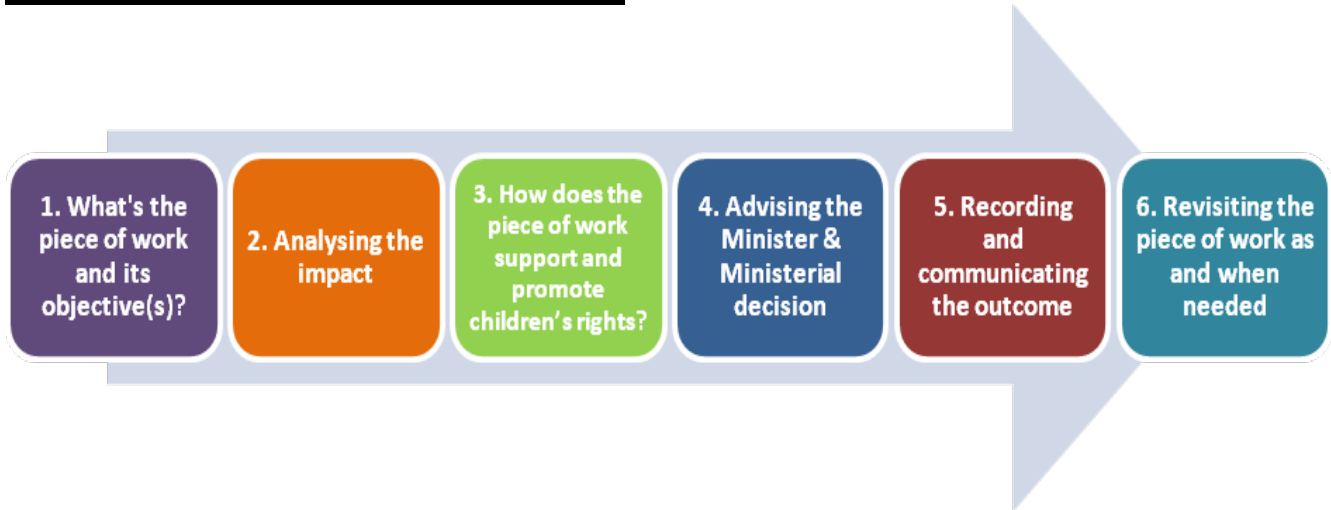 1. What's the
piece of work
and its
objective(s)?
2. Analysing the
impact
3. How does the
piece of work
support and
promote
children’s rights?
4. Advising the
Minister &
Ministerial
decision
5. Recording
and
communicating
the outcome
6. Revisiting the
piece of work as
and when
needed